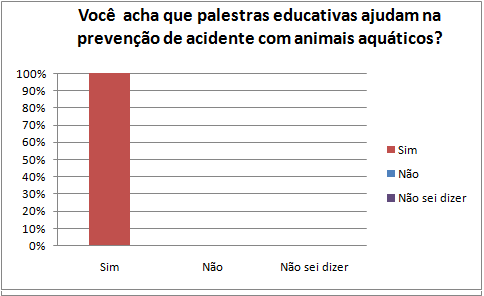 Você acha que palestras educativas ajudam na
prevenção de acidente com animais aquáticos?
100%
90%
80%
70%
60%
50%
40%
30%
20%
10%
0%
Sim
Não
Não sei dizer
Sim
Não
Não sei dizer